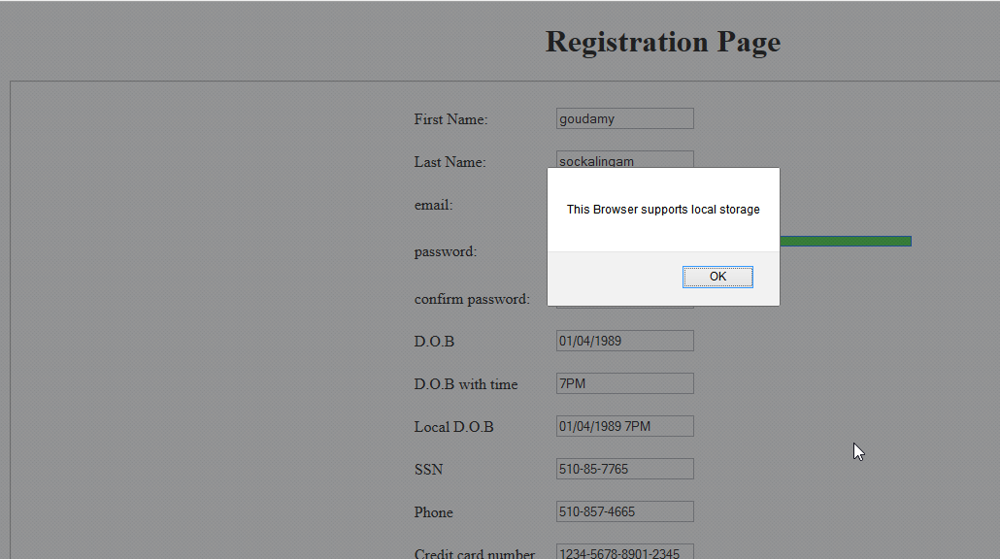 Registration Page
First Name: goudamy
Last Name: sockalingam
email:
This Browser supports local storage
password:
OK
confirm password:
D.O.B 01/04/1989
D.O.B with time 7PM
Local D.O.B 01/04/1989 7PM
SSN 510-85-7765
Phone 510-857-4665
Credit card number 1234-5678-8901-2345